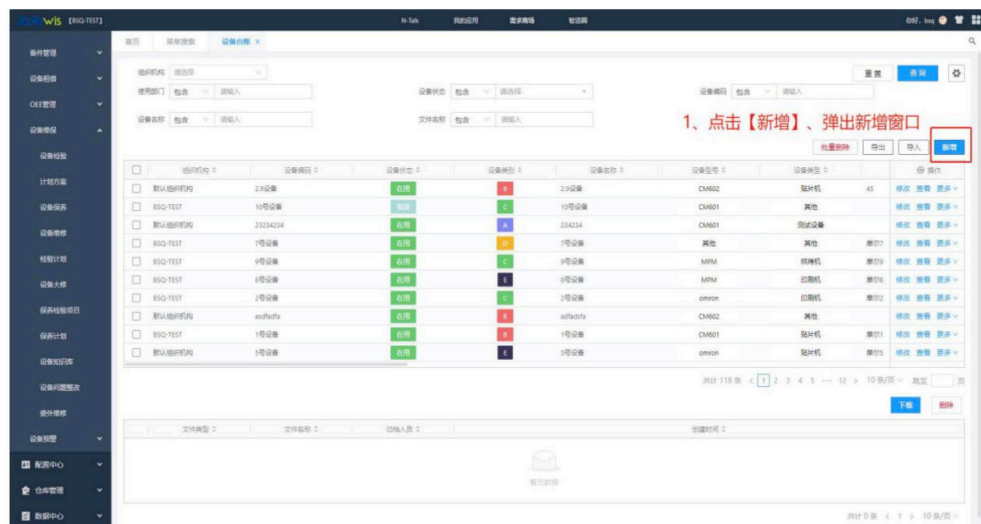 wis [BSQ-TEST] N-Talk 我的应用 需求商场 智造圈 你好, bsq
首页 菜单搜索 设备台账 ×
备件管理
设备相信
OEE管理
设备维保
设备检验
计划方案
设备保养
设备维修
检验计划
设备大修
保养检验项目
保养计划
设备知识库
设备问题整改
委外维修
设备预警
配置中心
仓库管理
数据中心
组织机构 请选择 重置 查询
使用部门 包含 请输入 设备状态 包含 请选择 设备编码 包含 请输入
设备名称 包含 请输入 文件名称 包含 请输入
1、点击【新增】、弹出新增窗口
批量删除 导出 导入 新增
组织机构 设备编码 设备状态 设备类别 设备名称 设备型号 设备类型 操作
默认组织机构 2.9设备 在用 B 2.9设备 CM602 贴片机 45 修改 查看 更多
BSQ-TEST 10号设备 C 10号设备 CM601 其他 修改 查看 更多
默认组织机构 23234234 在用 A 234234 CM601 测试设备 修改 查看 更多
BSQ-TEST 7号设备 在用 D 7号设备 其他 其他 修改 查看 更多
BSQ-TEST 9号设备 在用 C 9号设备 MPM 烘烤机 修改 查看 更多
BSQ-TEST 8号设备 在用 E 8号设备 MPM 印刷机 修改 查看 更多
BSQ-TEST 2号设备 在用 C 2号设备 omron 印刷机 修改 查看 更多
默认组织机构 asdfadfa 在用 B CM602 其他 修改 查看 更多
BSQ-TEST 1号设备 在用 B 1号设备 CM601 贴片机 修改 查看 更多
默认组织机构 5号设备 在用 E 5号设备 omron 贴片机 修改 查看 更多
共计 118 条 < 1 2 3 4 5 ··· 12 > 10 条/页 跳至 页
下载 删除
文件类型 文件名称 归档人员 创建时间
暂无数据
共计 0 条 < 1 > 10 条/页